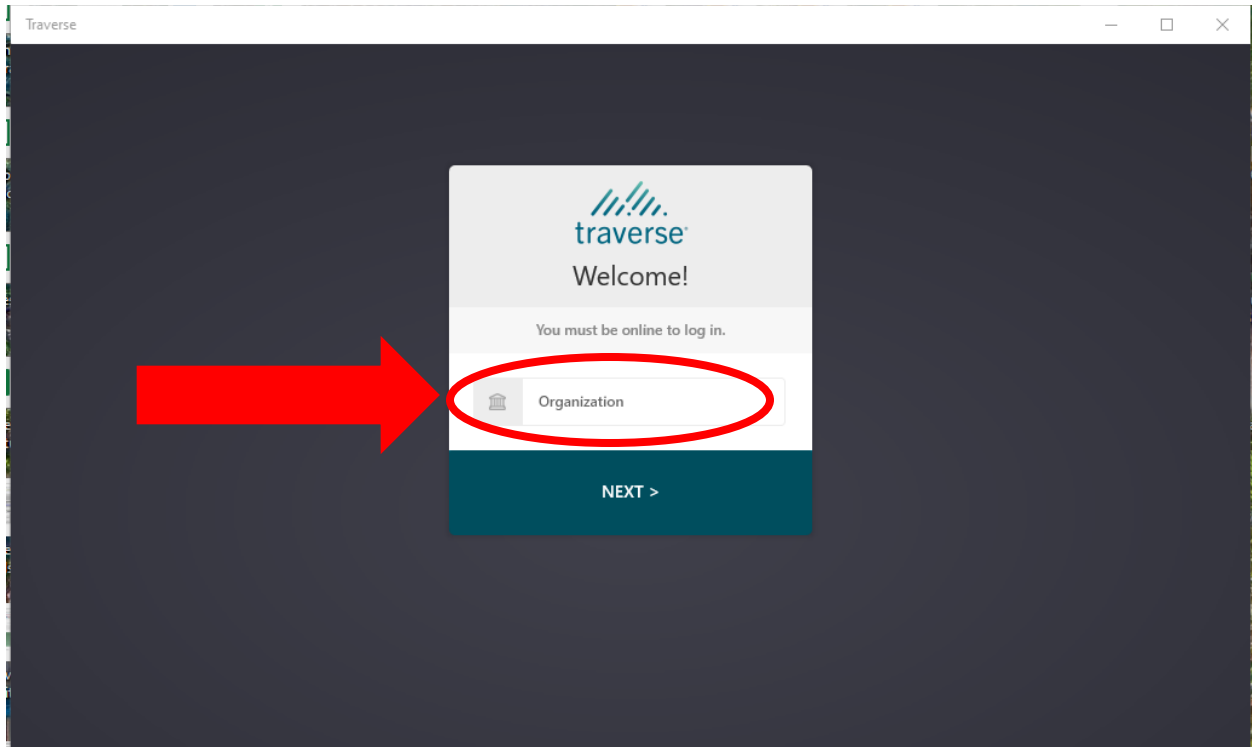 Traverse
traverse
Welcome!
You must be online to log in.
Organization
NEXT >